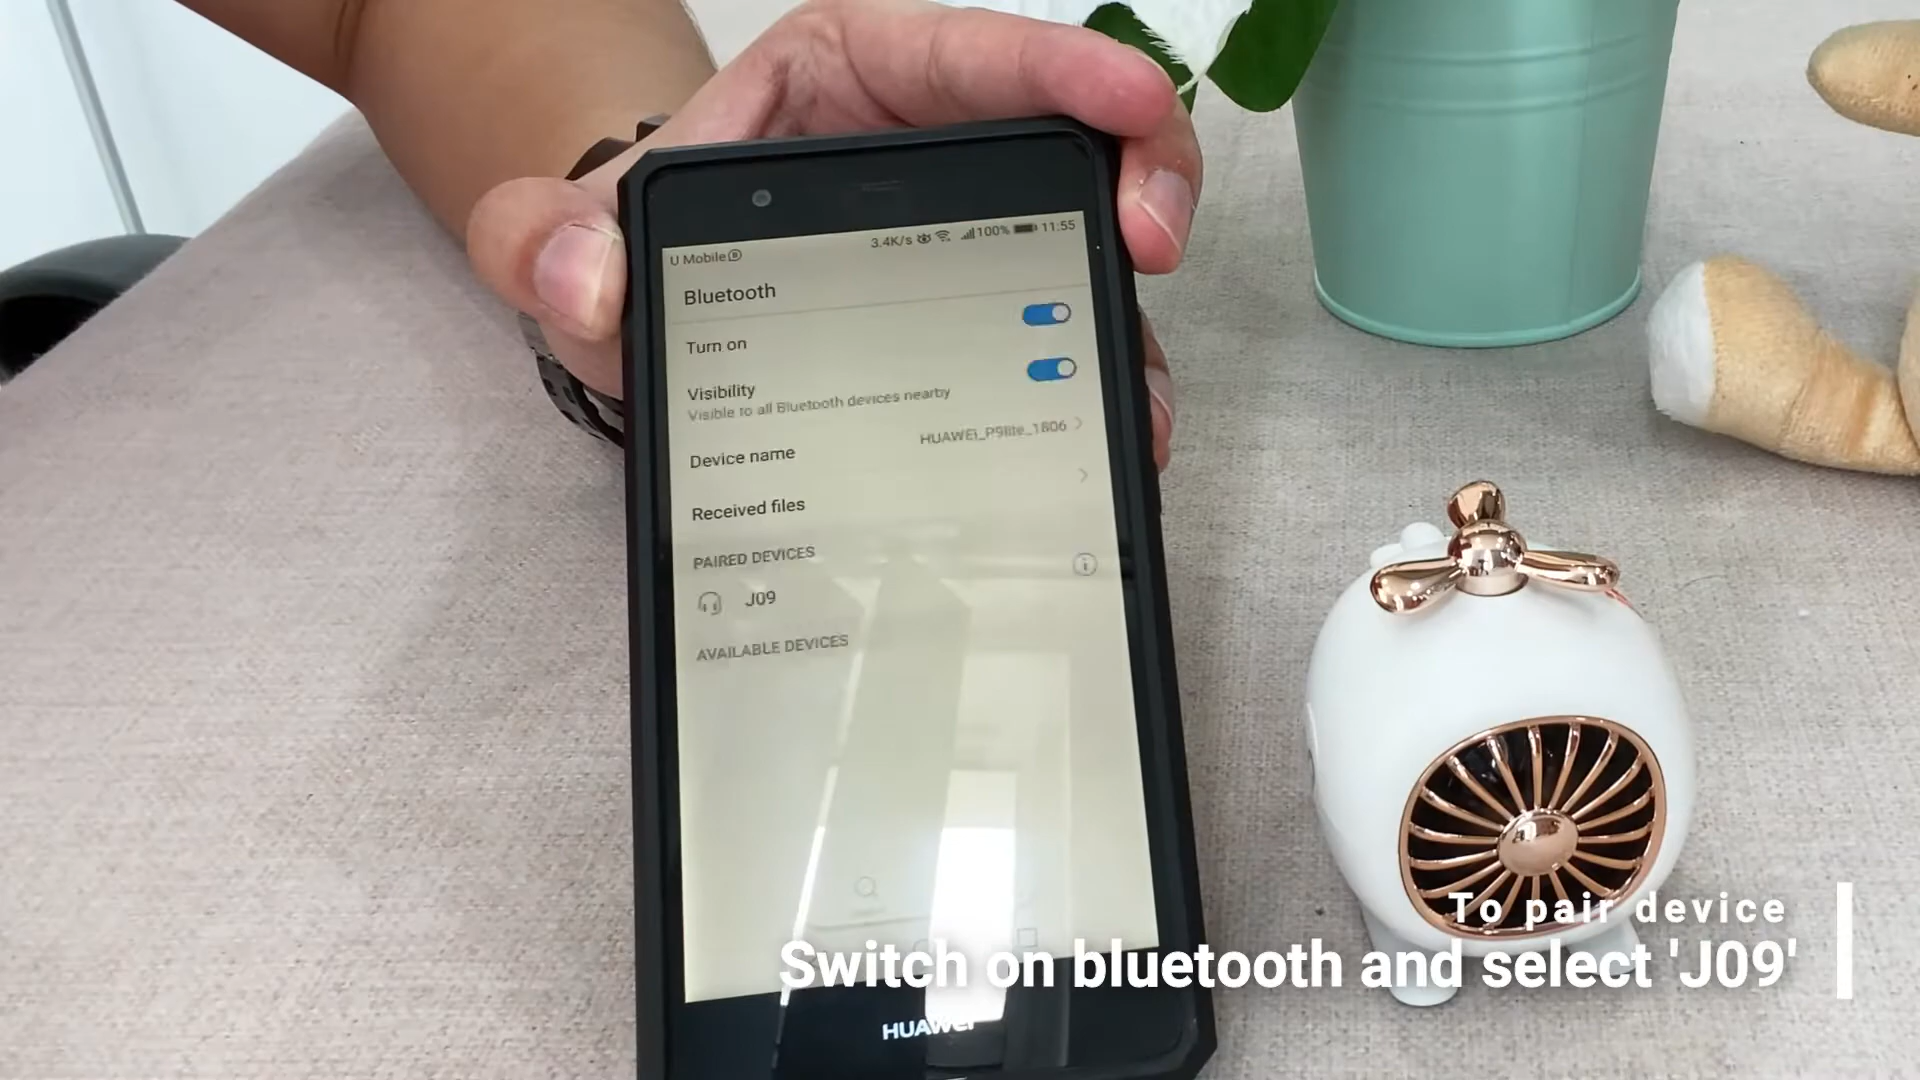 U Mobile
3.4K/s 100% 11:55
Bluetooth
Turn on
Visibility
Visible to all Bluetooth devices nearby
Device name HUAWEI_P9lite_1806
Received files
PAIRED DEVICES
J09
AVAILABLE DEVICES
HUAWEI
To pair device
Switch on bluetooth and select 'J09'